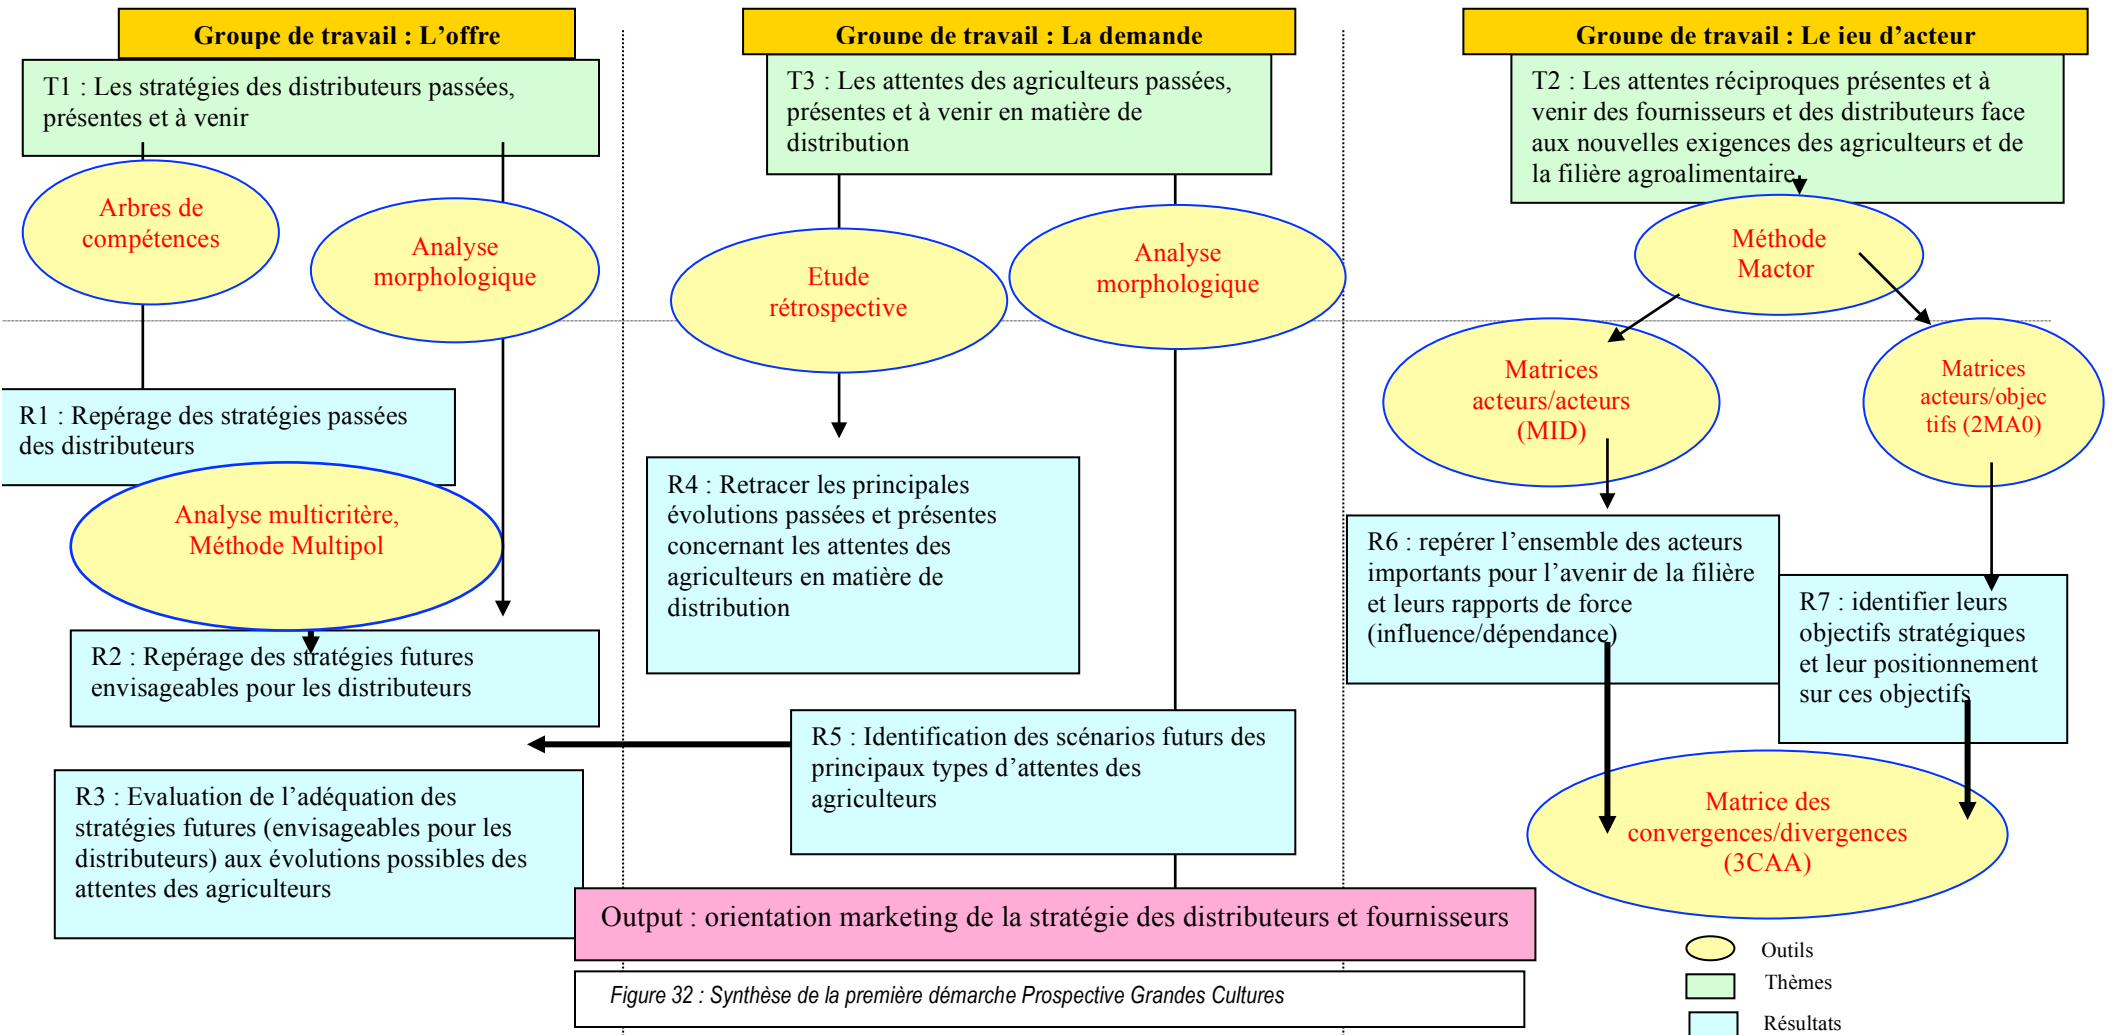 Groupe de travail : L’offre
T1 : Les stratégies des distributeurs passées,
présentes et à venir
Arbres de
compétences
Analyse
morphologique
R1 : Repérage des stratégies passées
des distributeurs
Analyse multicritère,
Méthode Multipol
R2 : Repérage des stratégies futures
envisageables pour les distributeurs
R3 : Evaluation de l’adéquation des
stratégies futures (envisageables pour les
distributeurs) aux évolutions possibles des
attentes des agriculteurs
Groupe de travail : La demande
T3 : Les attentes des agriculteurs passées,
présentes et à venir en matière de
distribution
Etude
rétrospective
Analyse
morphologique
R4 : Retracer les principales
évolutions passées et présentes
concernant les attentes des
agriculteurs en matière de
distribution
R5 : Identification des scénarios futurs des
principaux types d’attentes des
agriculteurs
Groupe de travail : Le jeu d’acteur
T2 : Les attentes réciproques présentes et à
venir des fournisseurs et des distributeurs face
aux nouvelles exigences des agriculteurs et de
la filière agroalimentaire
Méthode
Mactor
Matrices
acteurs/acteurs
(MID)
Matrices
acteurs/objec
tifs (2MA0)
R6 : repérer l’ensemble des acteurs
importants pour l’avenir de la filière
et leurs rapports de force
(influence/dépendance)
R7 : identifier leurs
objectifs stratégiques
et leur positionnement
sur ces objectifs
Matrice des
convergences/divergences
(3CAA)
Output : orientation marketing de la stratégie des distributeurs et fournisseurs
Figure 32 : Synthèse de la première démarche Prospective Grandes Cultures
Outils
Thèmes
Résultats